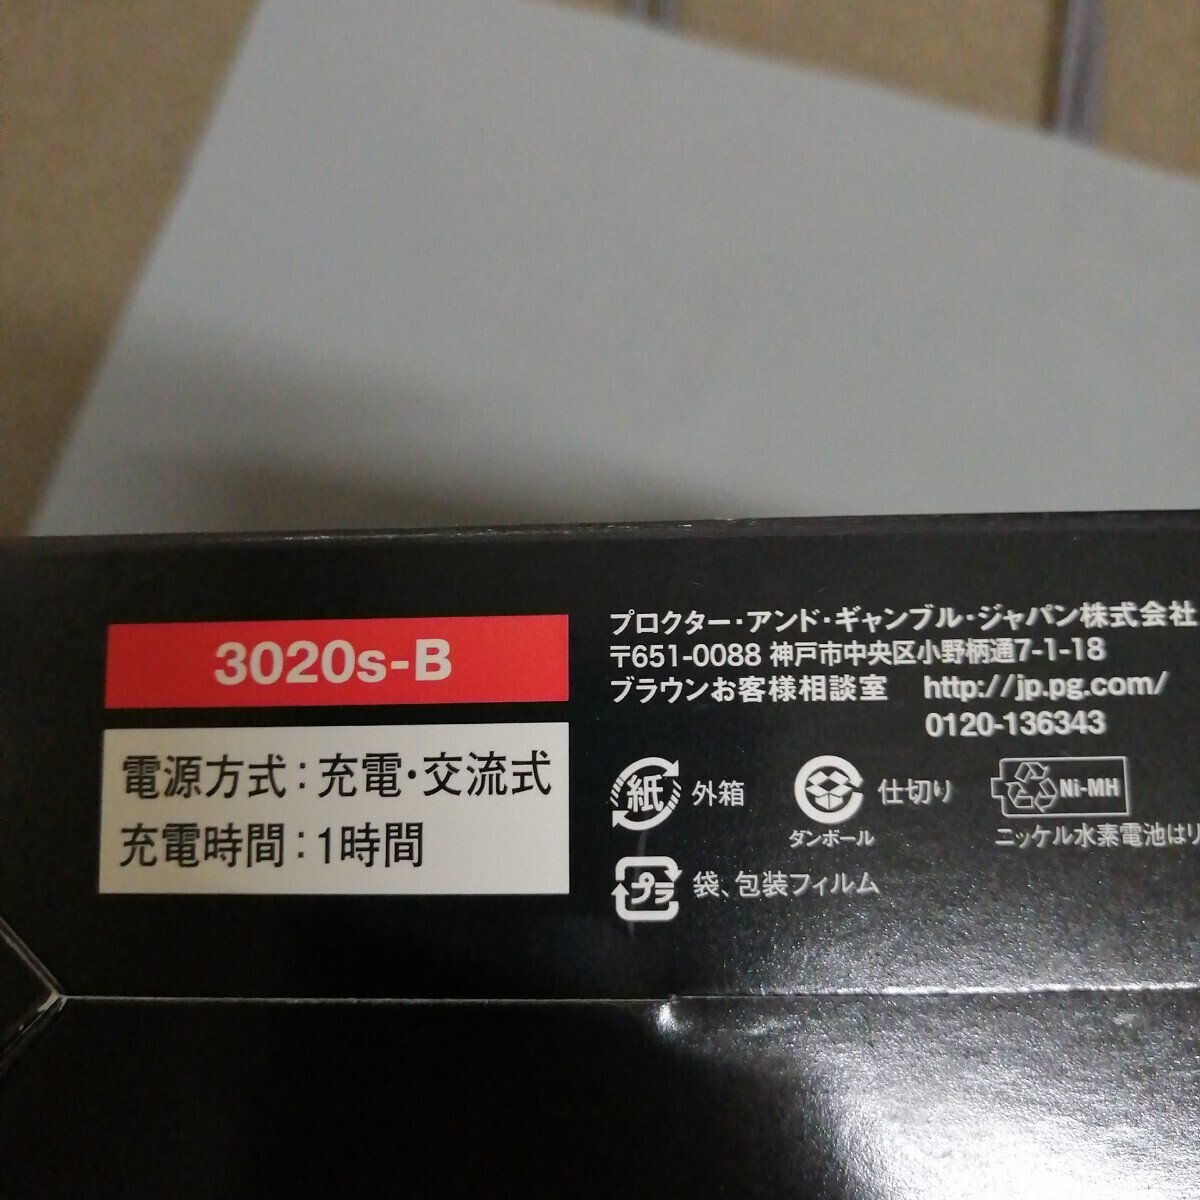 3020s-B
電源方式：充電・交流式
充電時間：1時間
プロクター・アンド・ギャンブル・ジャパン株式会社
〒651-0088 神戸市中央区小野柄通7-1-18
ブラウンお客様相談室 http://jp.pg.com/
0120-136343
紙 外箱
ダンボール 仕切り
Ni-MH
ニッケル水素電池はリ
プラ 袋、包装フィルム